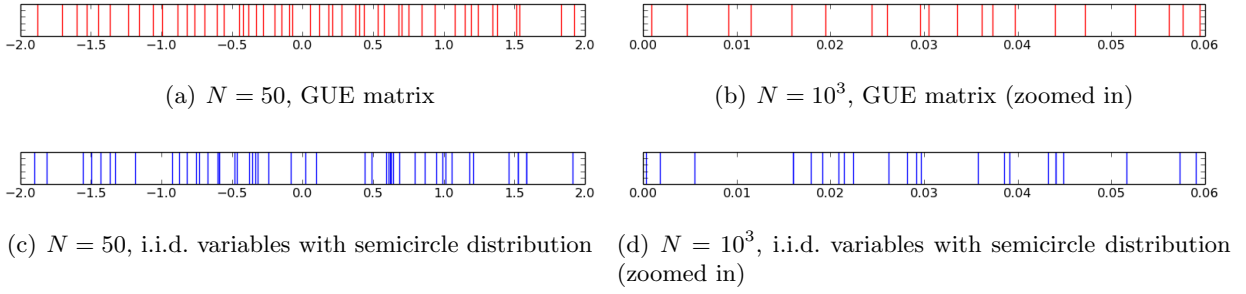 -2.0 -1.5 -1.0 -0.5 0.0 0.5 1.0 1.5 2.0
0.00 0.01 0.02 0.03 0.04 0.05 0.06
(a) N = 50, GUE matrix
(b) N = 10³, GUE matrix (zoomed in)
-2.0 -1.5 -1.0 -0.5 0.0 0.5 1.0 1.5 2.0
0.00 0.01 0.02 0.03 0.04 0.05 0.06
(c) N = 50, i.i.d. variables with semicircle distribution
(d) N = 10³, i.i.d. variables with semicircle distribution
(zoomed in)